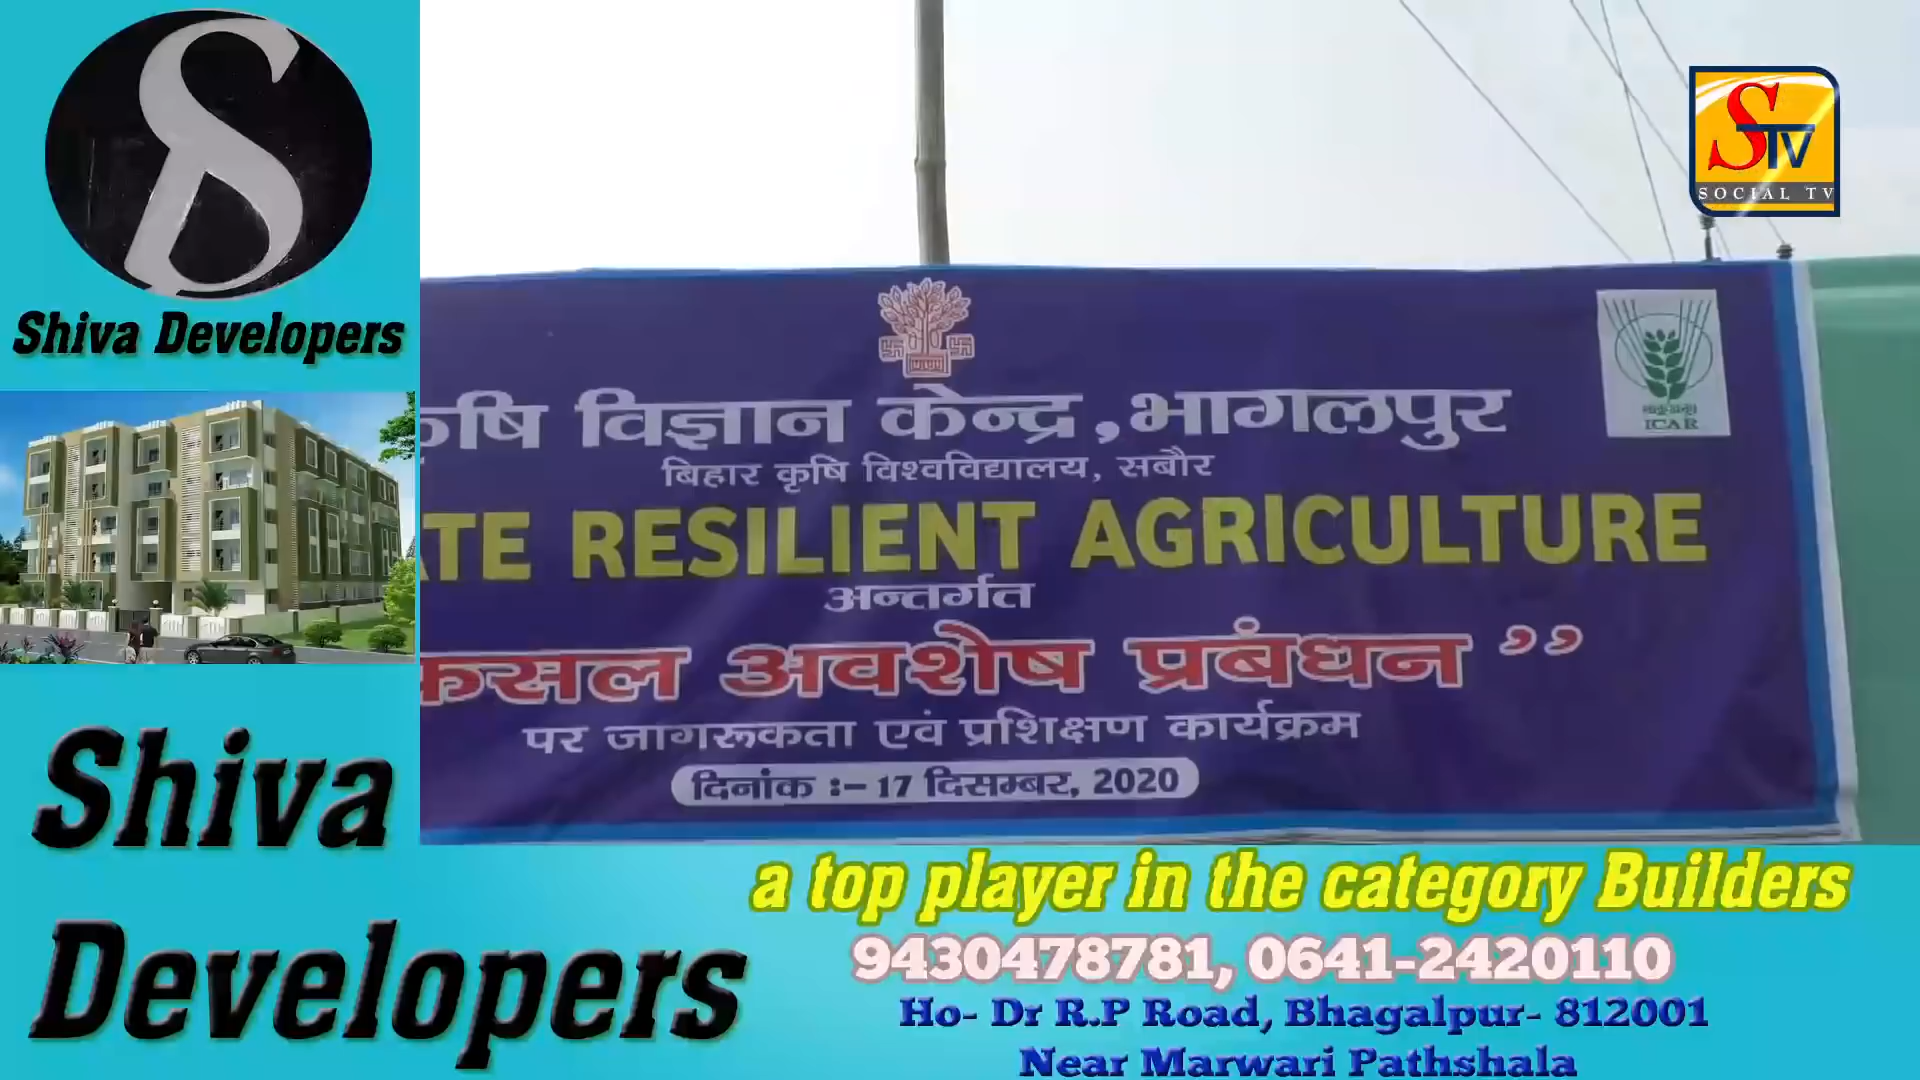 Shiva Developers
STV
SOCIAL TV
कृषि विज्ञान केन्द्र, भागलपुर
बिहार कृषि विश्वविद्यालय, सबौर
ICAR
TE RESILIENT AGRICULTURE
अन्तर्गत
फसल अवशेष प्रबंधन ’’
पर जागरूकता एवं प्रशिक्षण कार्यक्रम
दिनांक :– 17 दिसम्बर, 2020
Shiva
Developers
a top player in the category Builders
9430478781, 0641-2420110
Ho- Dr R.P Road, Bhagalpur- 812001
Near Marwari Pathshala